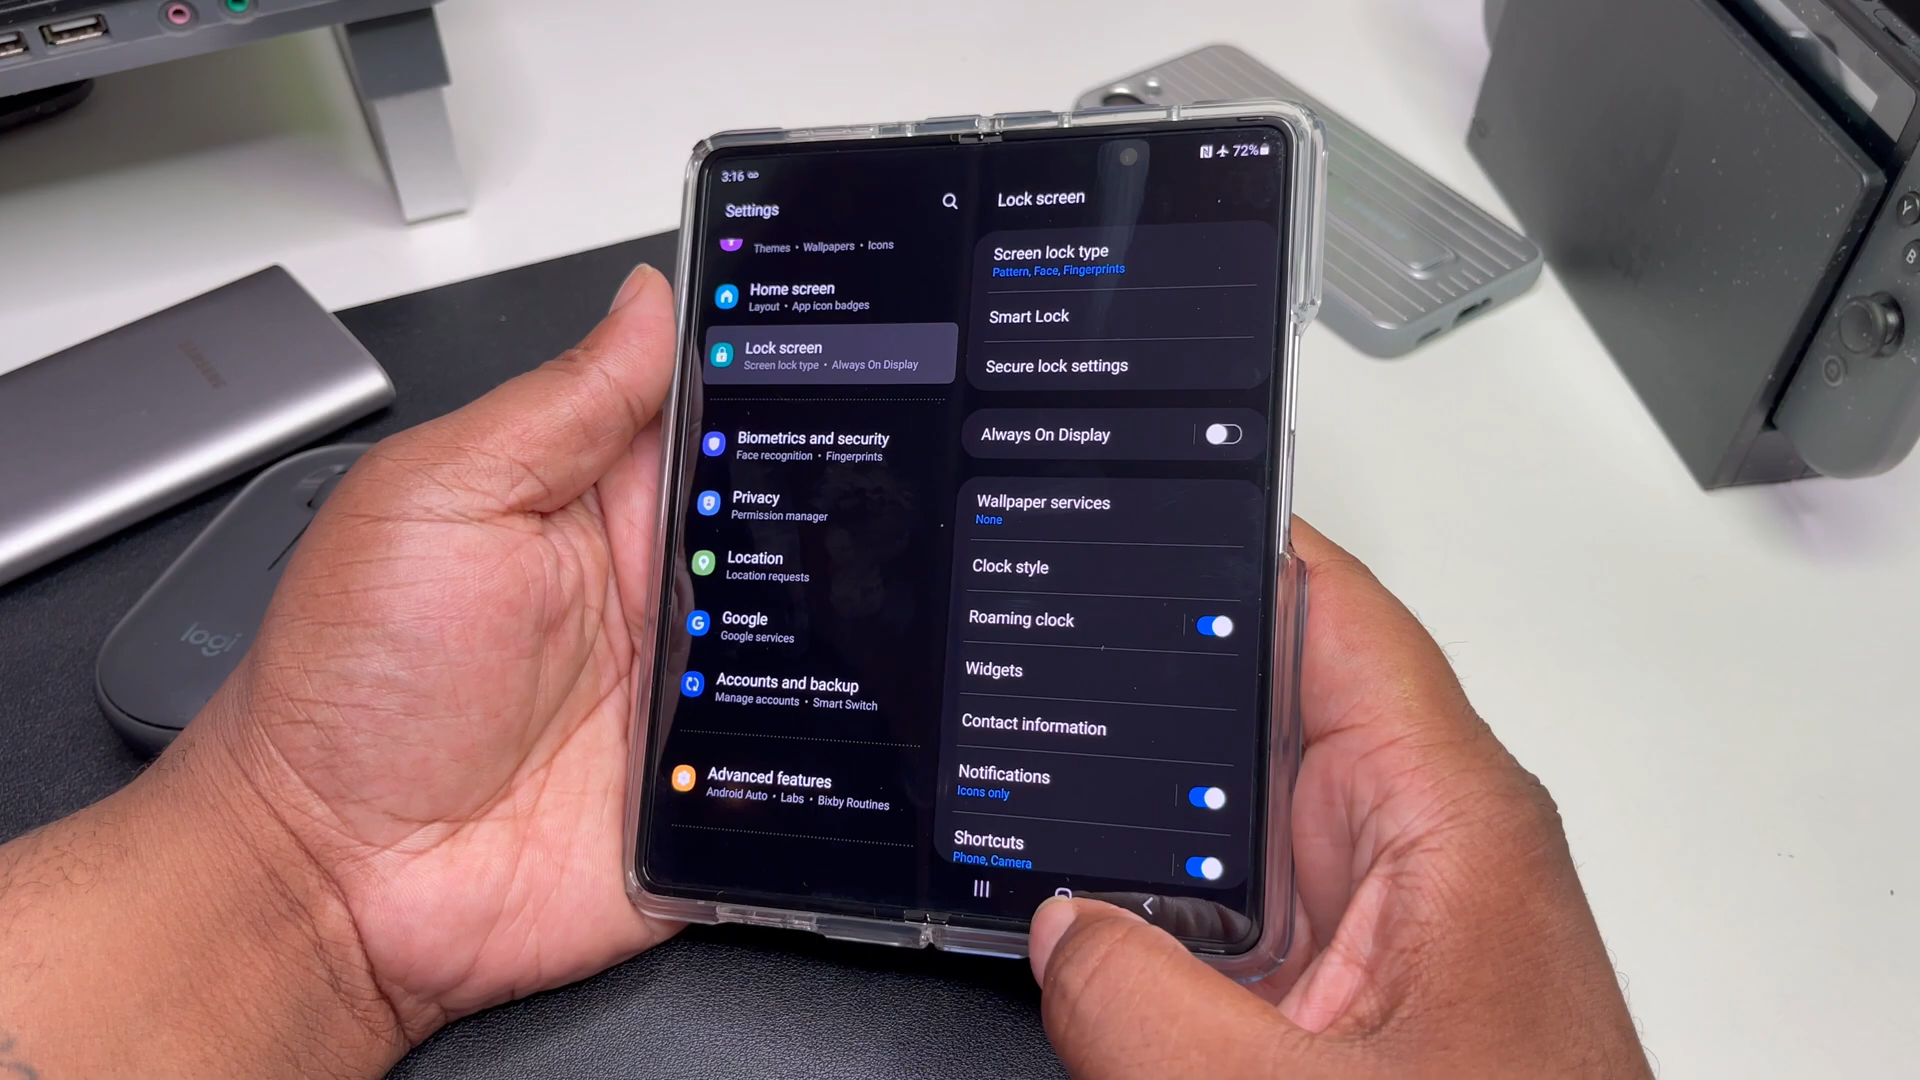 3:16
72%
Settings
Themes • Wallpapers • Icons
Home screen
Layout • App icon badges
Lock screen
Screen lock type • Always On Display
Biometrics and security
Face recognition • Fingerprints
Privacy
Permission manager
Location
Location requests
Google
Google services
Accounts and backup
Manage accounts • Smart Switch
Advanced features
Android Auto • Labs • Bixby Routines
Lock screen
Screen lock type
Pattern, Face, Fingerprints
Smart Lock
Secure lock settings
Always On Display
Wallpaper services
None
Clock style
Roaming clock
Widgets
Contact information
Notifications
Icons only
Shortcuts
Phone, Camera
logi
SAMSUNG
Y
B